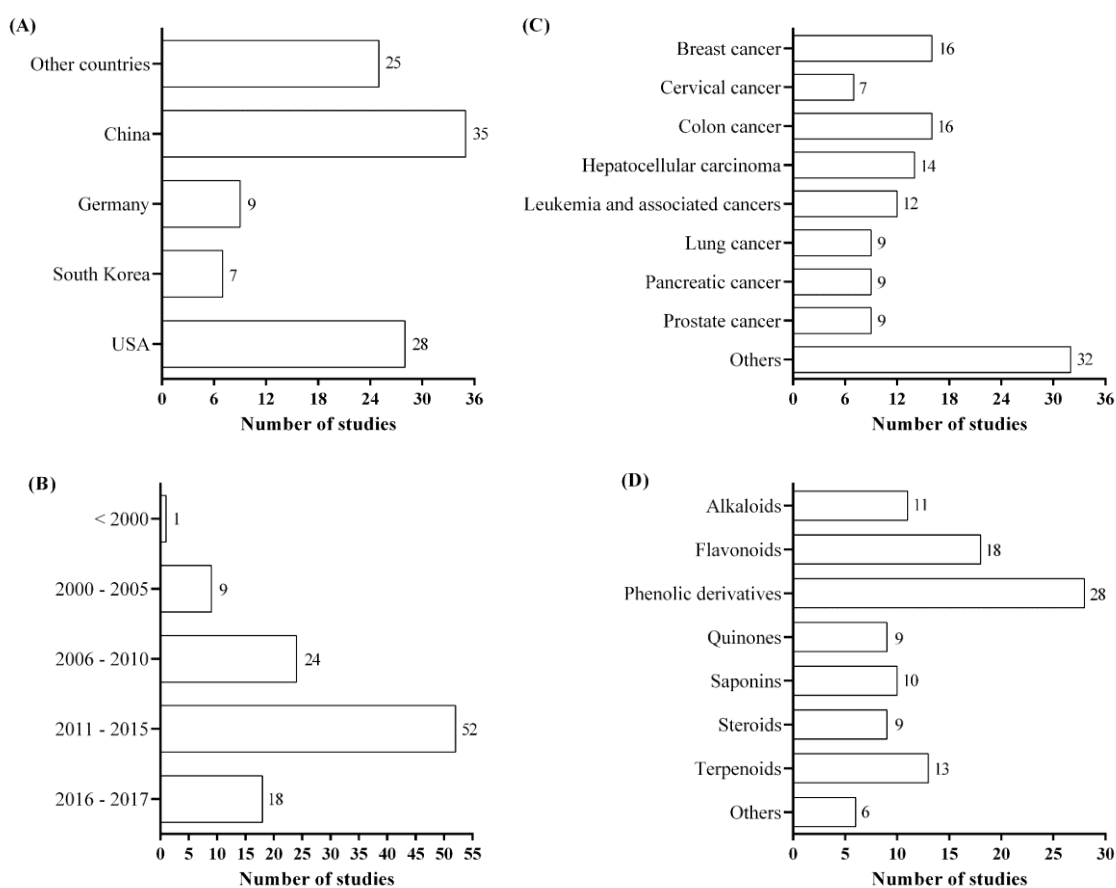 (A)
Other countries 25
China 35
Germany 9
South Korea 7
USA 28
0 6 12 18 24 30 36
Number of studies
(C)
Breast cancer 16
Cervical cancer 7
Colon cancer 16
Hepatocellular carcinoma 14
Leukemia and associated cancers 12
Lung cancer 9
Pancreatic cancer 9
Prostate cancer 9
Others 32
0 6 12 18 24 30 36
Number of studies
(B)
< 2000 1
2000 - 2005 9
2006 - 2010 24
2011 - 2015 52
2016 - 2017 18
0 5 10 15 20 25 30 35 40 45 50 55
Number of studies
(D)
Alkaloids 11
Flavonoids 18
Phenolic derivatives 28
Quinones 9
Saponins 10
Steroids 9
Terpenoids 13
Others 6
0 5 10 15 20 25 30
Number of studies